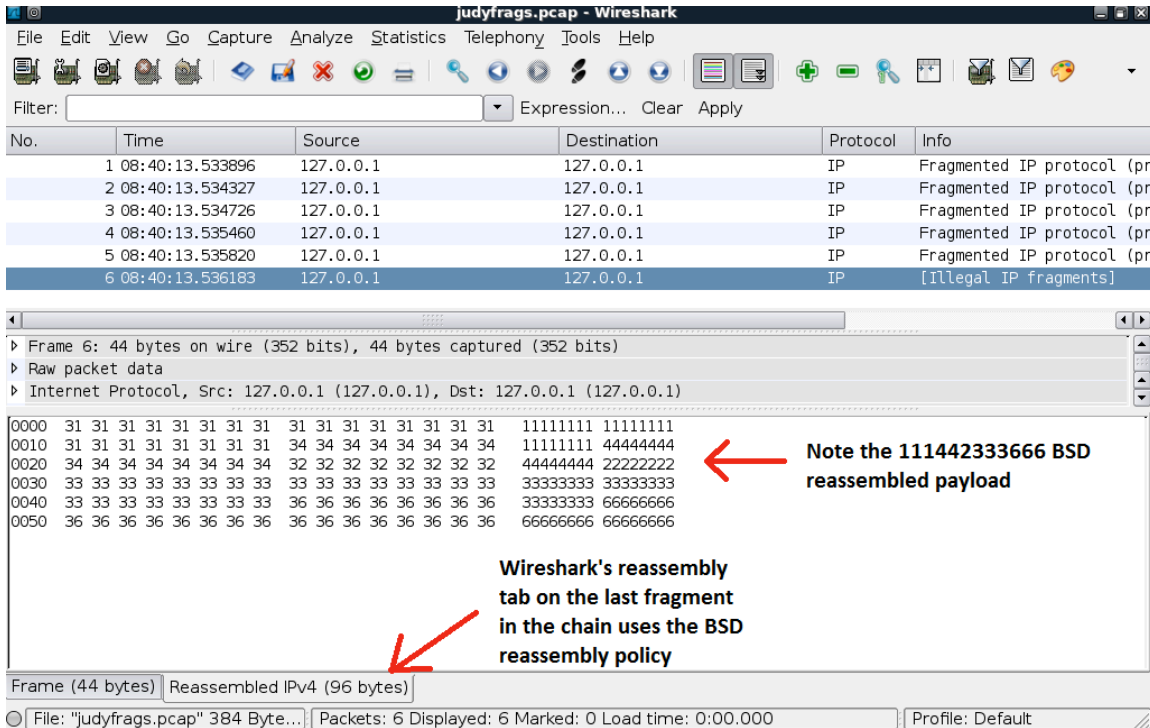 judyfrags.pcap - Wireshark
File Edit View Go Capture Analyze Statistics Telephony Tools Help
Filter: Expression... Clear Apply
No. Time Source Destination Protocol Info
1 08:40:13.533896 127.0.0.1 127.0.0.1 IP Fragmented IP protocol (pr
2 08:40:13.534327 127.0.0.1 127.0.0.1 IP Fragmented IP protocol (pr
3 08:40:13.534726 127.0.0.1 127.0.0.1 IP Fragmented IP protocol (pr
4 08:40:13.535460 127.0.0.1 127.0.0.1 IP Fragmented IP protocol (pr
5 08:40:13.535820 127.0.0.1 127.0.0.1 IP Fragmented IP protocol (pr
6 08:40:13.536183 127.0.0.1 127.0.0.1 IP [Illegal IP fragments]
Frame 6: 44 bytes on wire (352 bits), 44 bytes captured (352 bits)
Raw packet data
Internet Protocol, Src: 127.0.0.1 (127.0.0.1), Dst: 127.0.0.1 (127.0.0.1)
0000 31 31 31 31 31 31 31 31 31 31 31 31 31 31 31 31 11111111 11111111
0010 31 31 31 31 31 31 31 31 34 34 34 34 34 34 34 34 11111111 44444444
0020 34 34 34 34 34 34 34 34 32 32 32 32 32 32 32 32 44444444 22222222
0030 33 33 33 33 33 33 33 33 33 33 33 33 33 33 33 33 33333333 33333333
0040 33 33 33 33 33 33 33 33 36 36 36 36 36 36 36 36 33333333 66666666
0050 36 36 36 36 36 36 36 36 36 36 36 36 36 36 36 36 66666666 66666666
Note the 111442333666 BSD
reassembled payload
Wireshark's reassembly
tab on the last fragment
in the chain uses the BSD
reassembly policy
Frame (44 bytes) Reassembled IPv4 (96 bytes)
File: "judyfrags.pcap" 384 Byte... Packets: 6 Displayed: 6 Marked: 0 Load time: 0:00.000 Profile: Default